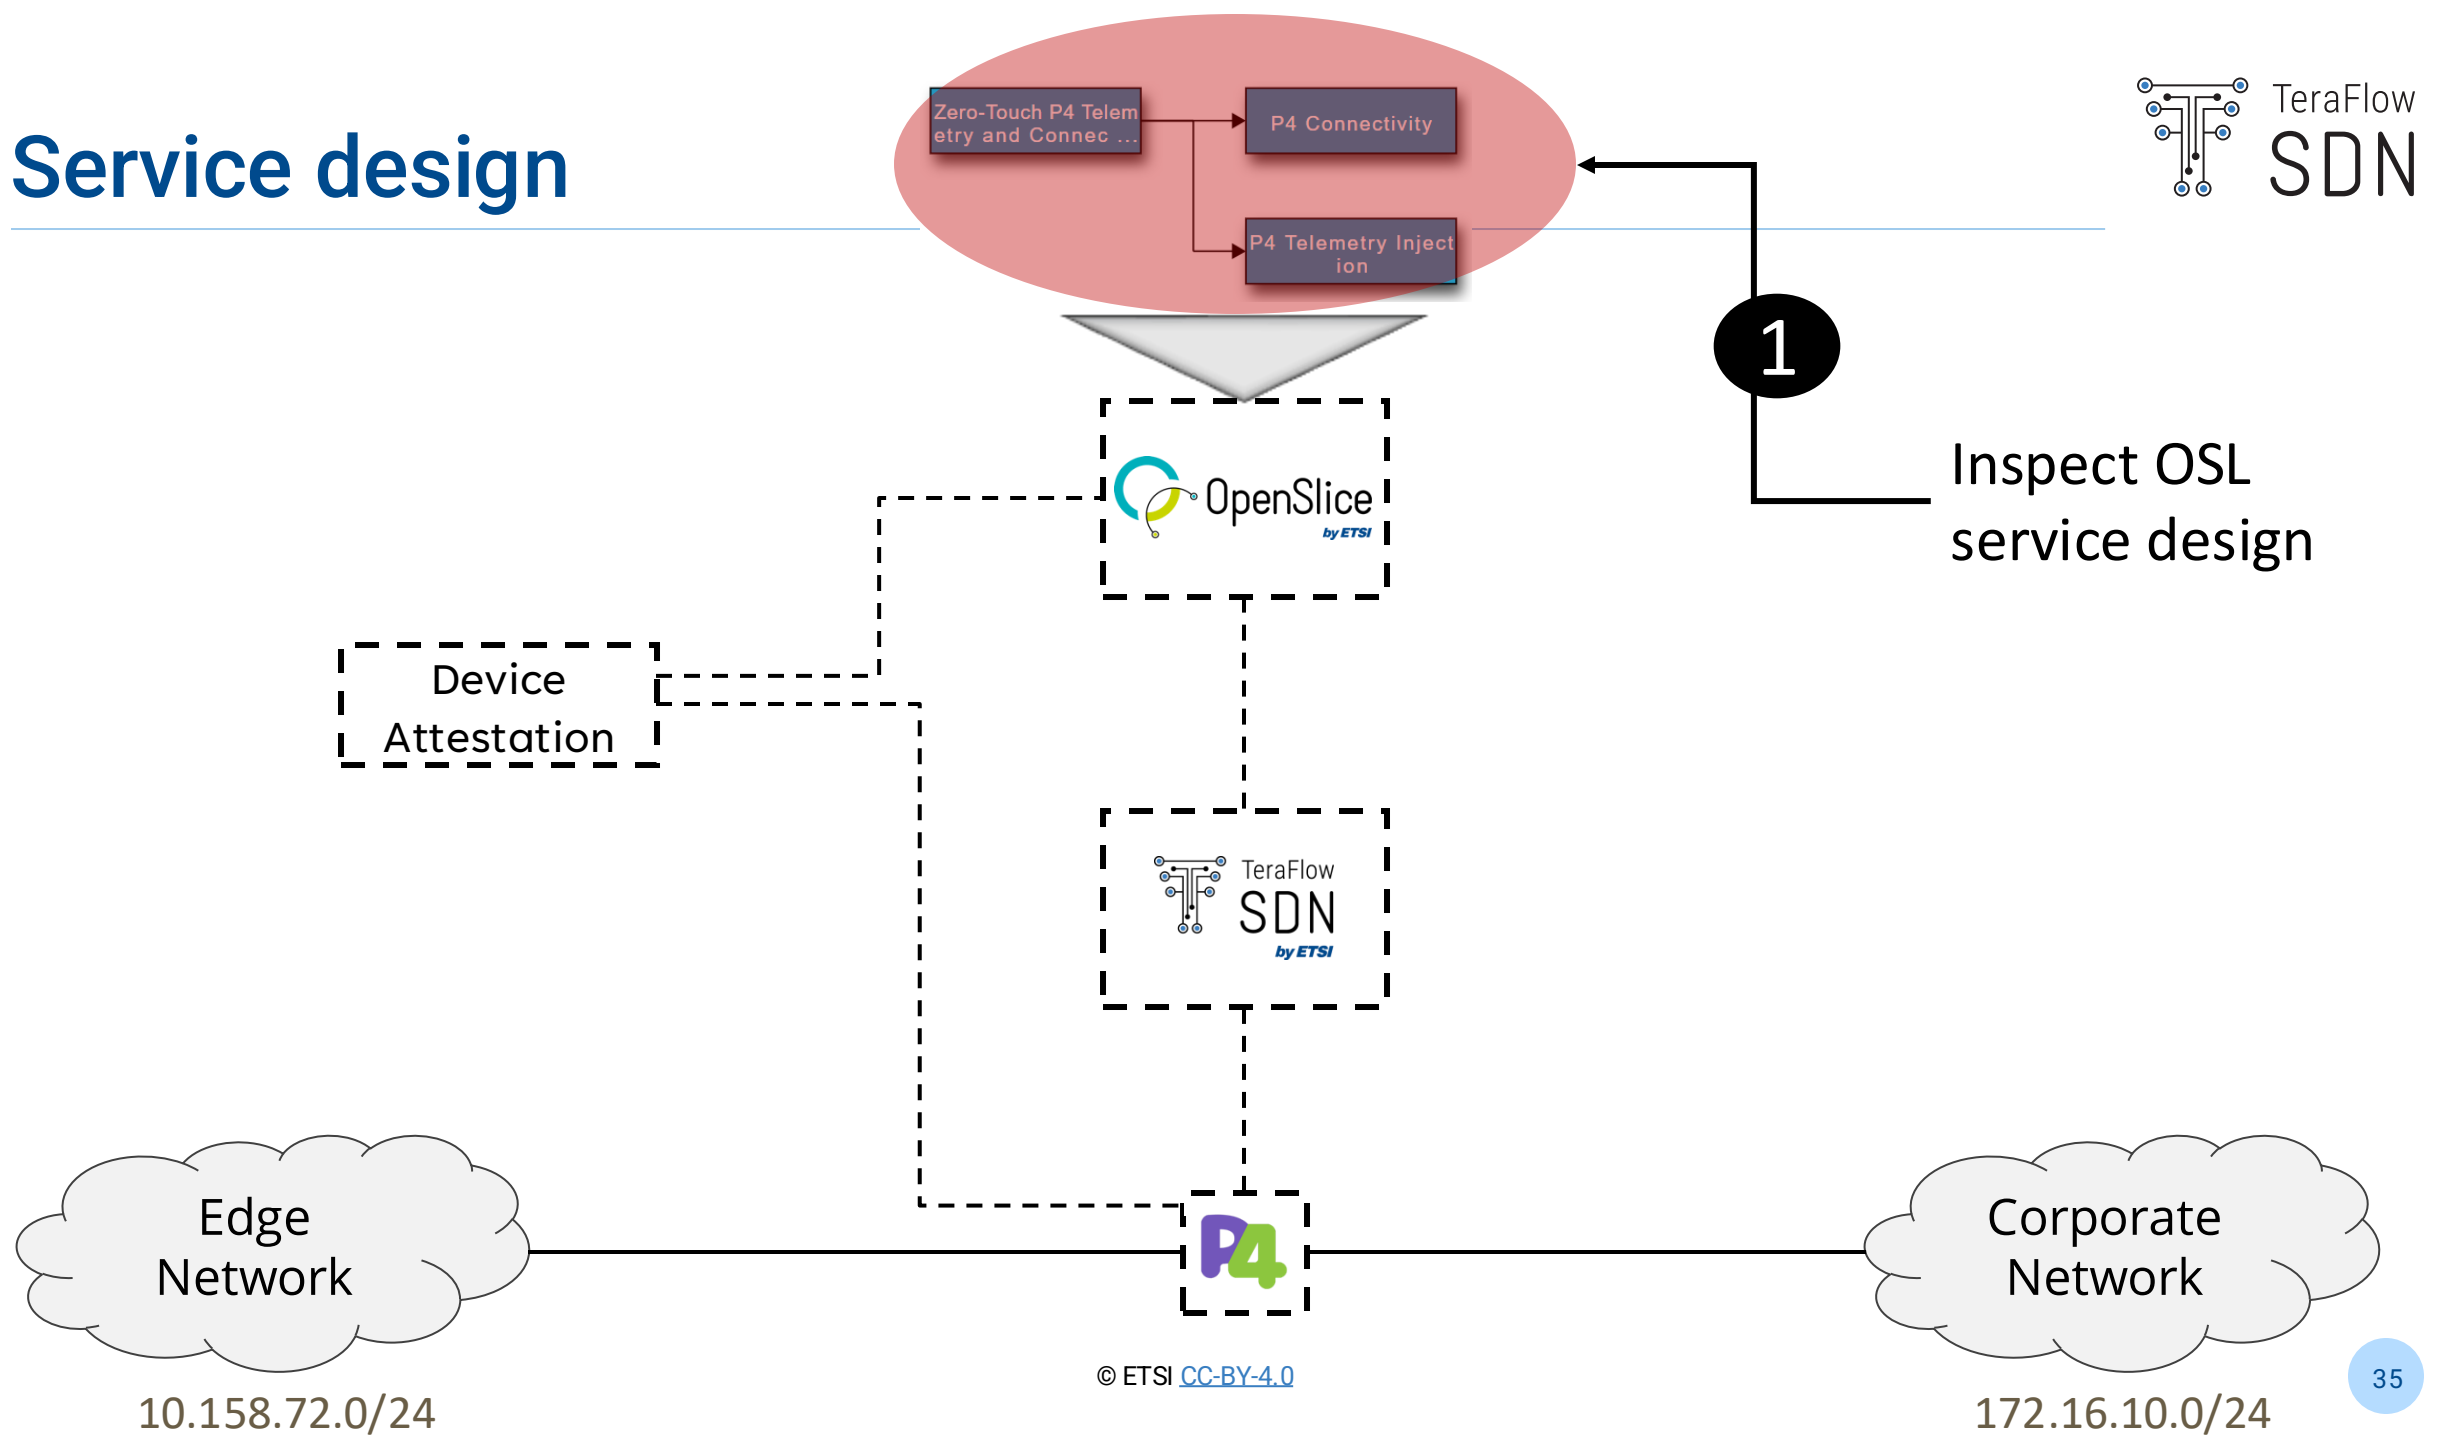 Service design
Zero-Touch P4 Telem
etry and Connec ...
P4 Connectivity
P4 Telemetry Inject
ion
TeraFlow
SDN
1
Inspect OSL
service design
OpenSlice
by ETSI
Device
Attestation
TeraFlow
SDN
by ETSI
Edge
Network
P4
Corporate
Network
10.158.72.0/24
© ETSI CC-BY-4.0
172.16.10.0/24
35